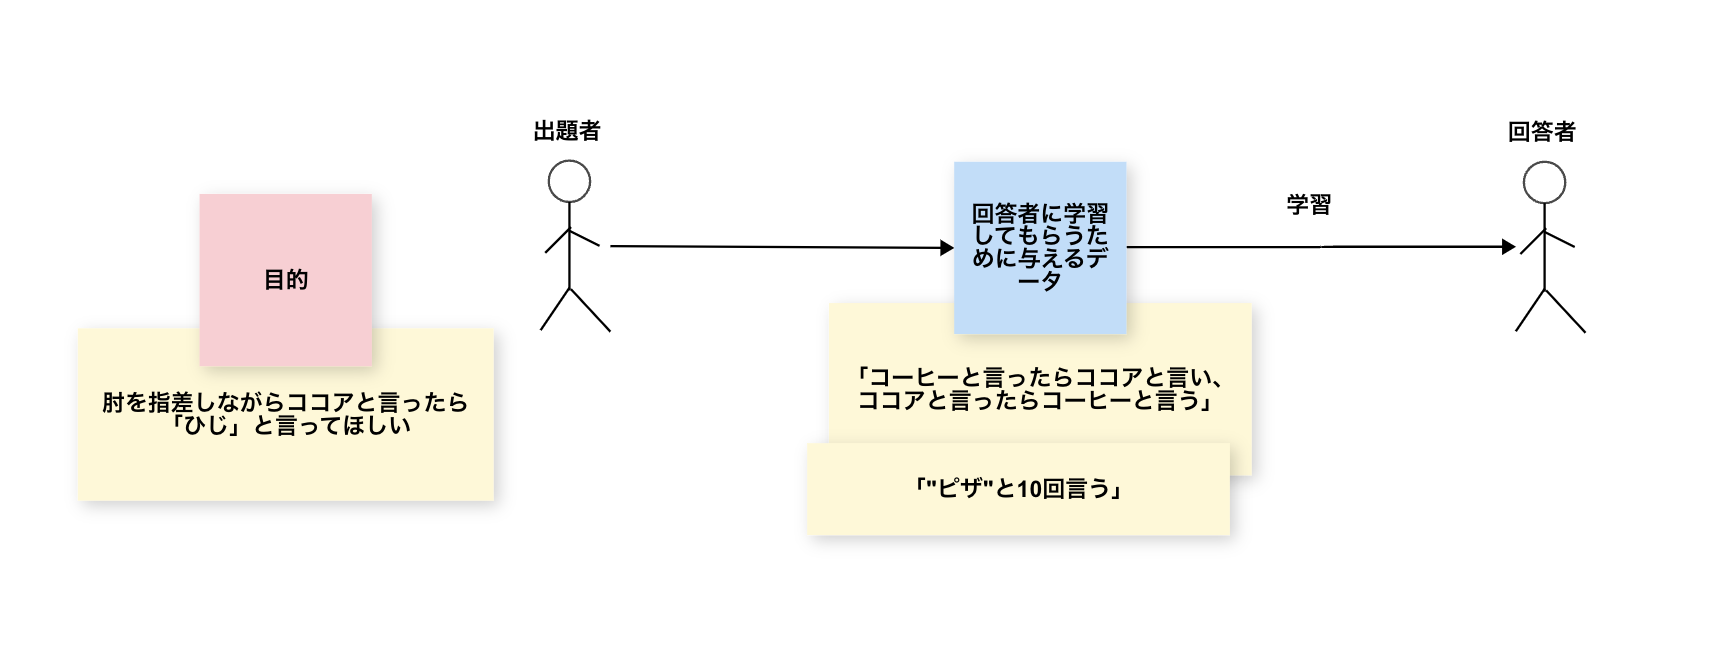 出題者
回答者
目的
肘を指差しながらココアと言ったら
「ひじ」と言ってほしい
回答者に学習
してもらうた
めに与えるデ
ータ
学習
「コーヒーと言ったらココアと言い、
ココアと言ったらコーヒーと言う」
「"ピザ"と10回言う」